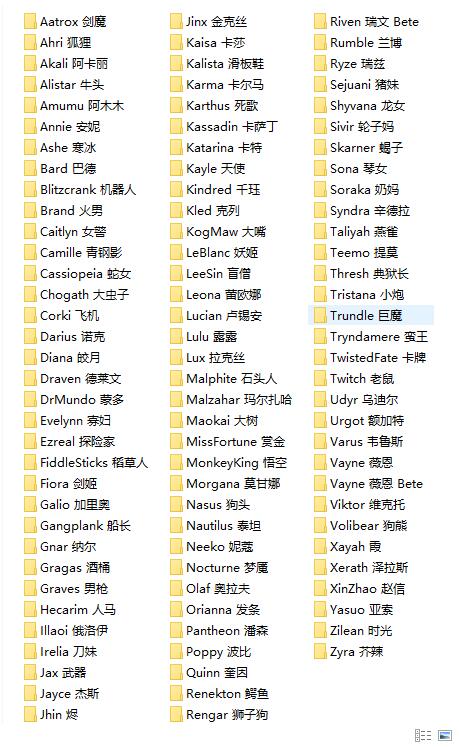 Aatrox 剑魔
Ahri 狐狸
Akali 阿卡丽
Alistar 牛头
Amumu 阿木木
Annie 安妮
Ashe 寒冰
Bard 巴德
Blitzcrank 机器人
Brand 火男
Caitlyn 女警
Camille 青钢影
Cassiopeia 蛇女
Chogath 大虫子
Corki 飞机
Darius 诺克
Diana 皎月
Draven 德莱文
DrMundo 蒙多
Evelynn 寡妇
Ezreal 探险家
FiddleSticks 稻草人
Fiora 剑姬
Galio 加里奥
Gangplank 船长
Gnar 纳尔
Gragas 酒桶
Graves 男枪
Hecarim 人马
Illaoi 俄洛伊
Irelia 刀妹
Jax 武器
Jayce 杰斯
Jhin 烬
Jinx 金克丝
Kaisa 卡莎
Kalista 滑板鞋
Karma 卡尔马
Karthus 死歌
Kassadin 卡萨丁
Katarina 卡特
Kayle 天使
Kindred 千珏
Kled 克列
KogMaw 大嘴
LeBlanc 妖姬
LeeSin 盲僧
Leona 蕾欧娜
Lucian 卢锡安
Lulu 露露
Lux 拉克丝
Malphite 石头人
Malzahar 玛尔扎哈
Maokai 大树
MissFortune 赏金
MonkeyKing 悟空
Morgana 莫甘娜
Nasus 狗头
Nautilus 泰坦
Neeko 妮蔻
Nocturne 梦魇
Olaf 奥拉夫
Orianna 发条
Pantheon 潘森
Poppy 波比
Quinn 奎因
Renekton 鳄鱼
Rengar 狮子狗
Riven 瑞文 Bete
Rumble 兰博
Ryze 瑞兹
Sejuani 猪妹
Shyvana 龙女
Sivir 轮子妈
Skarner 蝎子
Sona 琴女
Soraka 奶妈
Syndra 辛德拉
Taliyah 燕雀
Teemo 提莫
Thresh 典狱长
Tristana 小炮
Trundle 巨魔
Tryndamere 蛮王
TwistedFate 卡牌
Twitch 老鼠
Udyr 乌迪尔
Urgot 额加特
Varus 韦鲁斯
Vayne 薇恩
Vayne 薇恩 Bete
Viktor 维克托
Volibear 狗熊
Xayah 霞
Xerath 泽拉斯
XinZhao 赵信
Yasuo 亚索
Zilean 时光
Zyra 芥辣